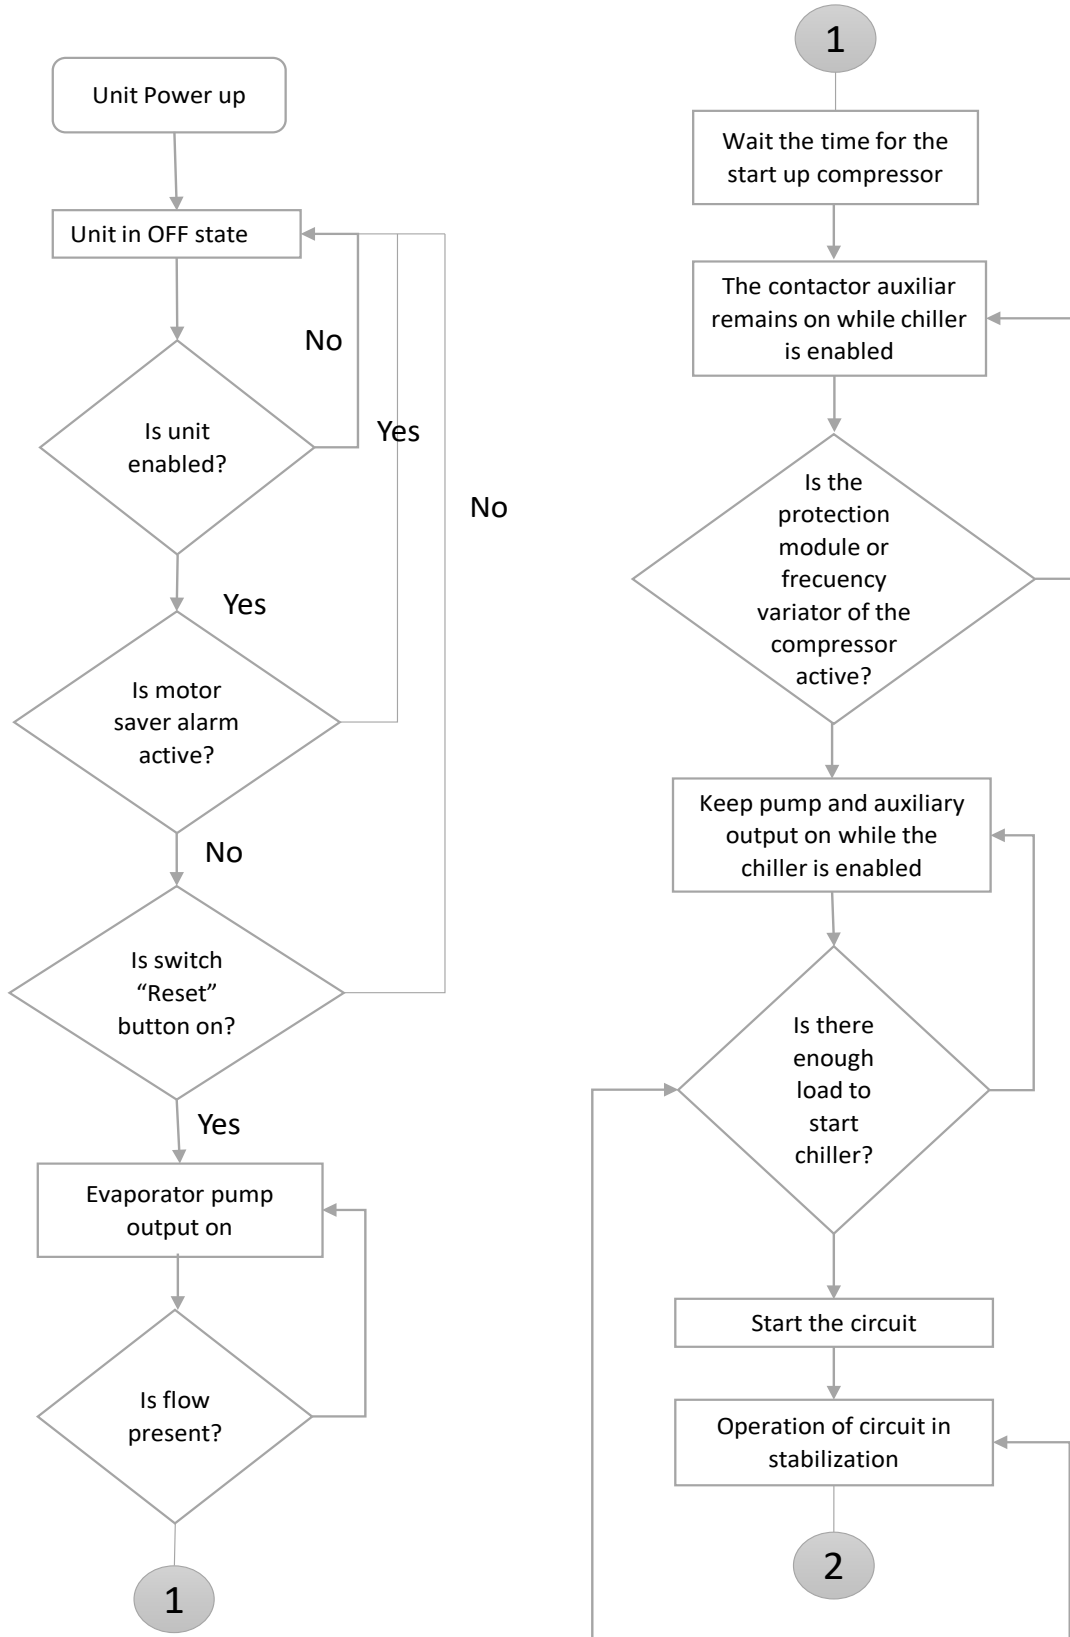 Unit Power up
Unit in OFF state
No
Is unit
enabled?
Yes
No
Yes
Is motor
saver alarm
active?
No
Is switch
“Reset”
button on?
Yes
Evaporator pump
output on
Is flow
present?
1
1
Wait the time for the
start up compressor
The contactor auxiliar
remains on while chiller
is enabled
Is the
protection
module or
frecuency
variator of the
compressor
active?
Keep pump and auxiliary
output on while the
chiller is enabled
Is there
enough
load to
start
chiller?
Start the circuit
Operation of circuit in
stabilization
2